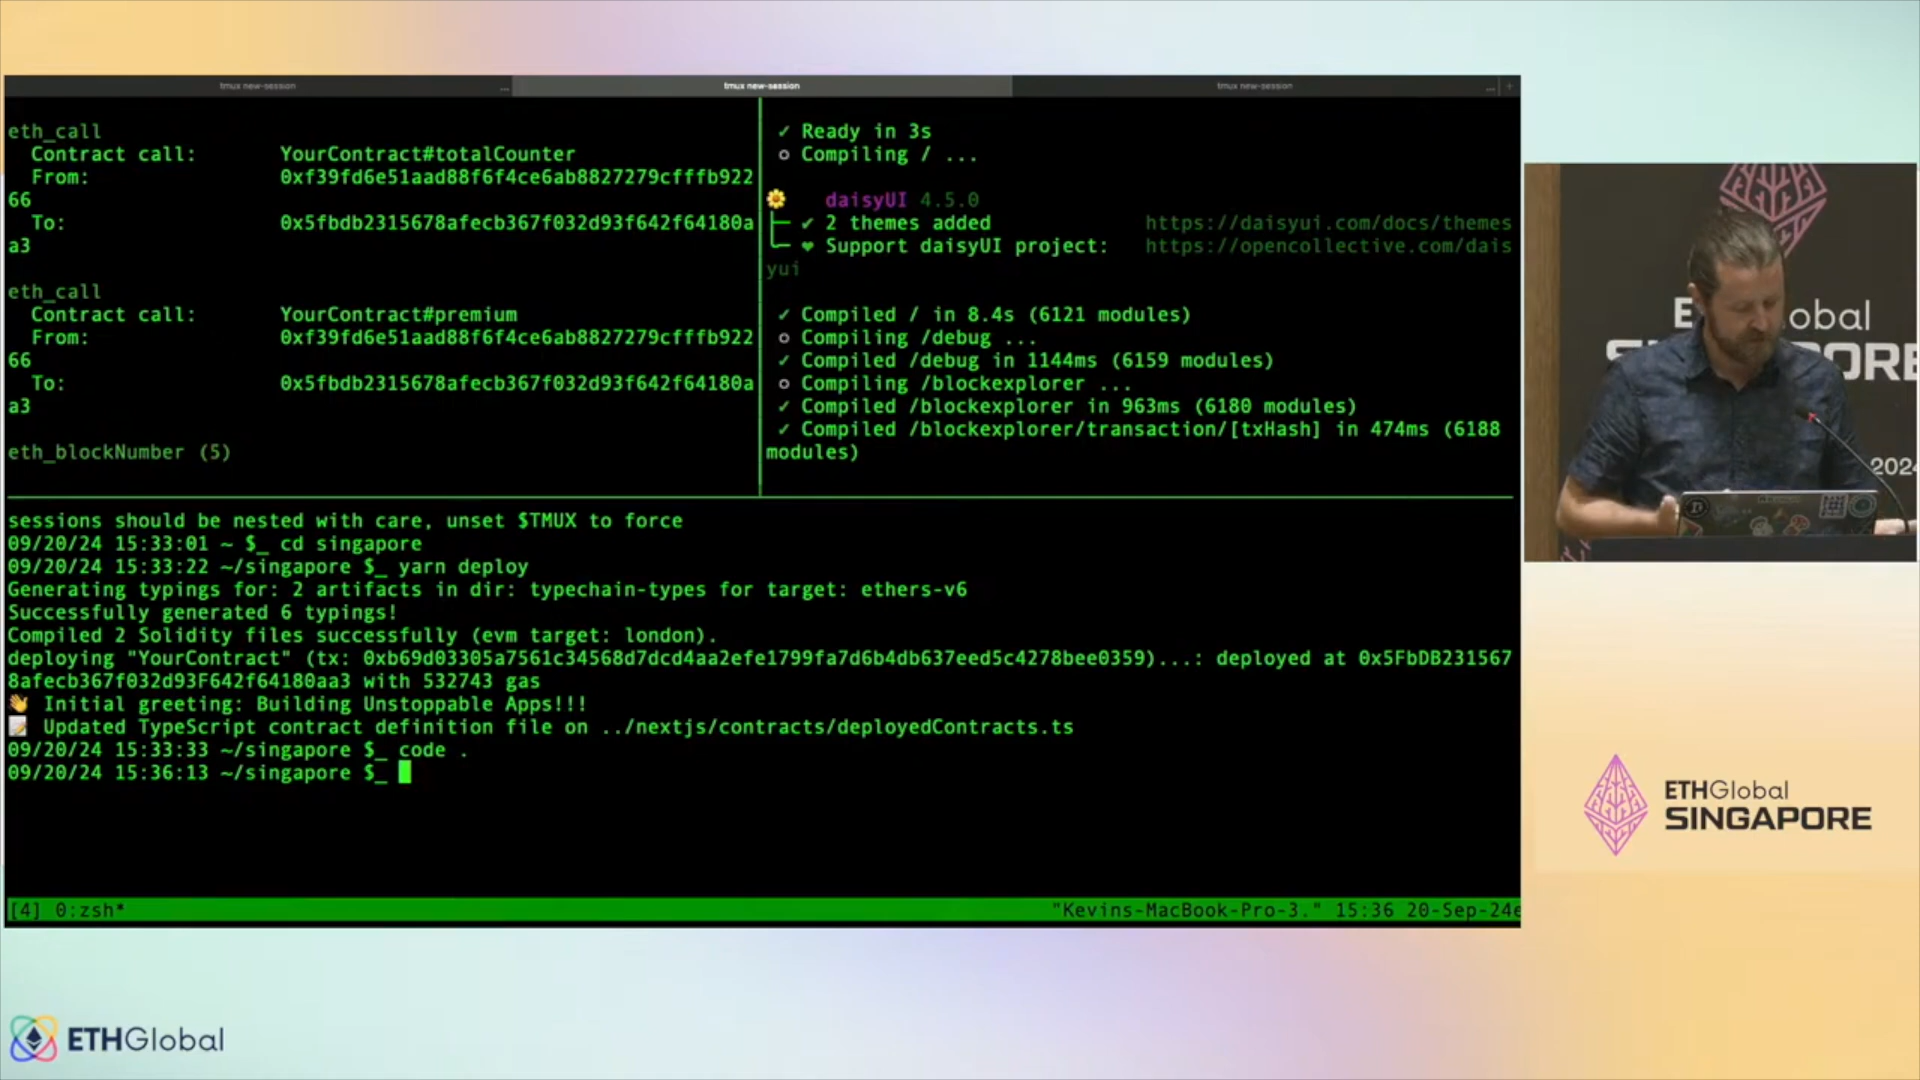 tmux new-session
tmux new-session
tmux new-session
eth_call
Contract call: YourContract#totalCounter
From: 0xf39fd6e51aad88f6f4ce6ab8827279cfffb922
66
To: 0x5fbdb2315678afecb367f032d93f642f64180a
a3
eth_call
Contract call: YourContract#premium
From: 0xf39fd6e51aad88f6f4ce6ab8827279cfffb922
66
To: 0x5fbdb2315678afecb367f032d93f642f64180a
a3
eth_blockNumber (5)
✓ Ready in 3s
○ Compiling / ...
daisyUI 4.5.0
✔ 2 themes added https://daisyui.com/docs/themes
❤ Support daisyUI project: https://opencollective.com/dais
yui
✓ Compiled / in 8.4s (6121 modules)
○ Compiling /debug ...
✓ Compiled /debug in 1144ms (6159 modules)
○ Compiling /blockexplorer ...
✓ Compiled /blockexplorer in 963ms (6180 modules)
✓ Compiled /blockexplorer/transaction/[txHash] in 474ms (6188
modules)
sessions should be nested with care, unset $TMUX to force
09/20/24 15:33:01 ~ $_ cd singapore
09/20/24 15:33:22 ~/singapore $_ yarn deploy
Generating typings for: 2 artifacts in dir: typechain-types for target: ethers-v6
Successfully generated 6 typings!
Compiled 2 Solidity files successfully (evm target: london).
deploying "YourContract" (tx: 0xb69d03305a7561c34568d7dcd4aa2efe1799fa7d6b4db637eed5c4278bee0359)...: deployed at 0x5FbDB231567
8afecb367f032d93F642f64180aa3 with 532743 gas
👋 Initial greeting: Building Unstoppable Apps!!!
📝 Updated TypeScript contract definition file on ../nextjs/contracts/deployedContracts.ts
09/20/24 15:33:33 ~/singapore $_ code .
09/20/24 15:36:13 ~/singapore $_
[4] 0:zsh* "Kevins-MacBook-Pro-3." 15:36 20-Sep-24
E obal
S ORE
2024
ETHGlobal
SINGAPORE
ETHGlobal